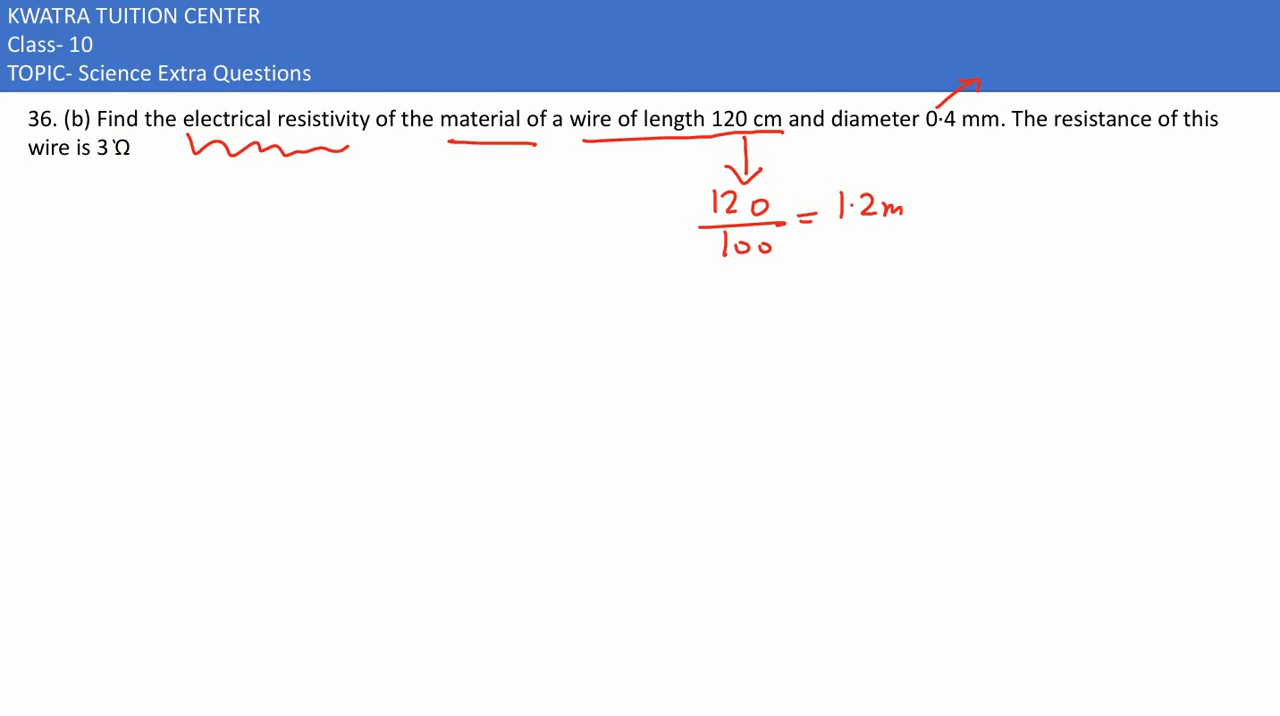 KWATRA TUITION CENTER
Class- 10
TOPIC- Science Extra Questions
36. (b) Find the electrical resistivity of the material of a wire of length 120 cm and diameter 0·4 mm. The resistance of this
wire is 3 Ω
120
100
= 1.2m